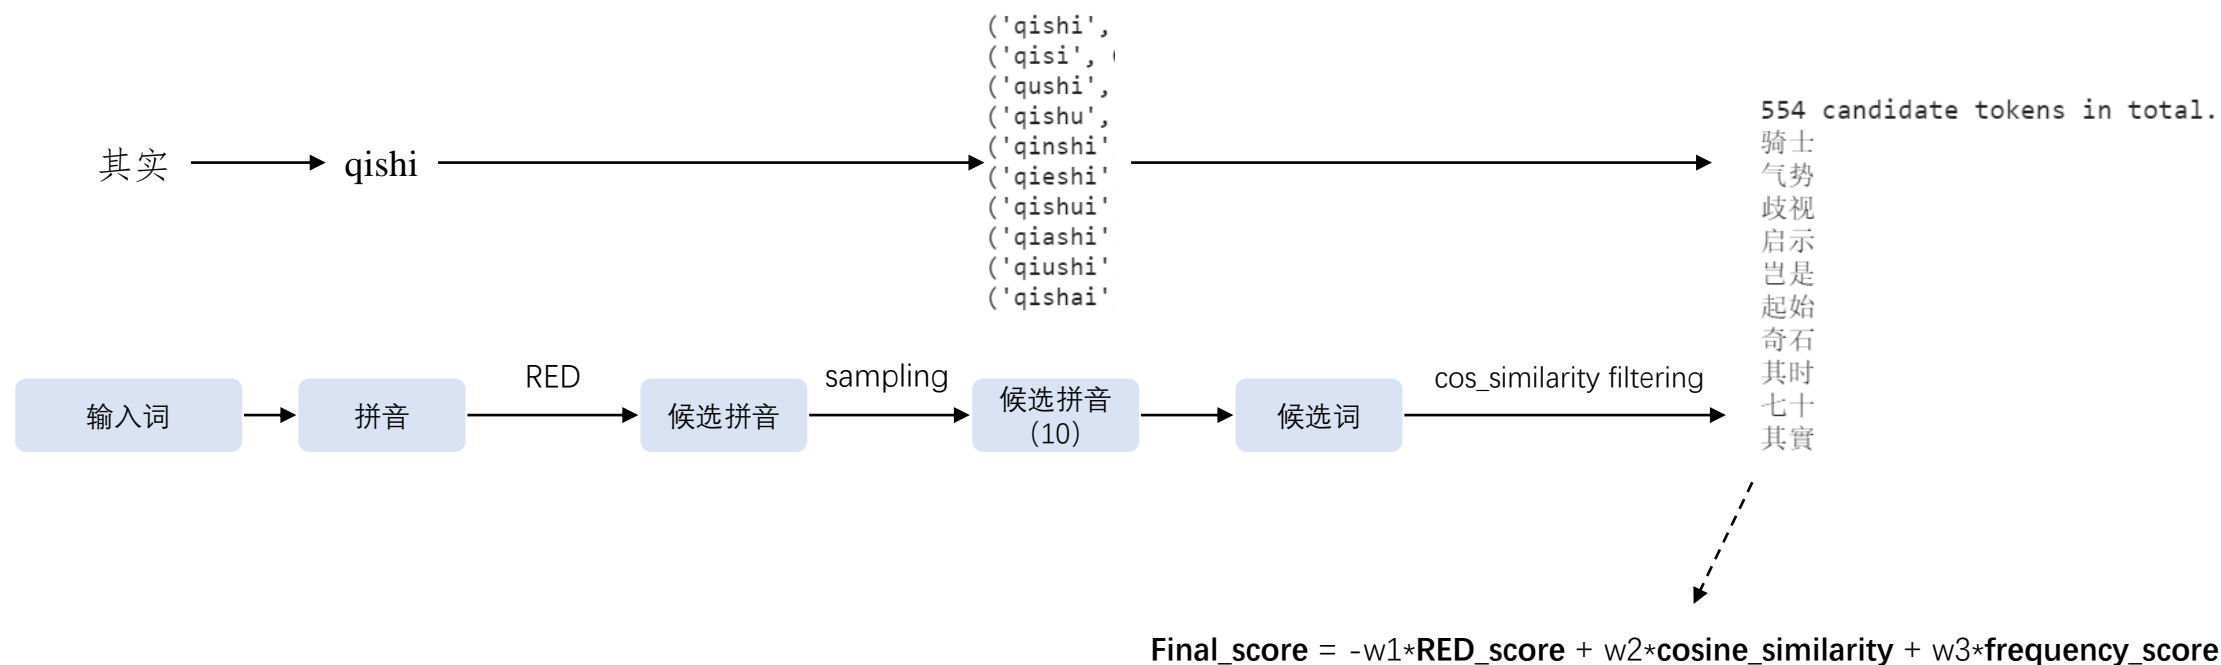 其实
qishi
('qishi',
('qisi',
('qushi',
('qishu',
('qinshi'
('qieshi'
('qishui'
('qiashi'
('qiushi'
('qishai'
554 candidate tokens in total.
骑士
气势
歧视
启示
岂是
起始
奇石
其时
七十
其實
输入词
拼音
RED
候选拼音
sampling
候选拼音
(10)
候选词
cos_similarity filtering
Final_score = -w1*RED_score + w2*cosine_similarity + w3*frequency_score